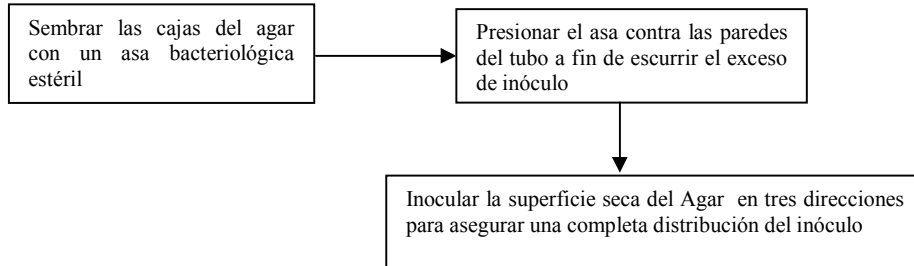 Sembrar las cajas del agar
con un asa bacteriológica
estéril
Presionar el asa contra las paredes
del tubo a fin de escurrir el exceso
de inóculo
Inocular la superficie seca del Agar en tres direcciones
para asegurar una completa distribución del inóculo